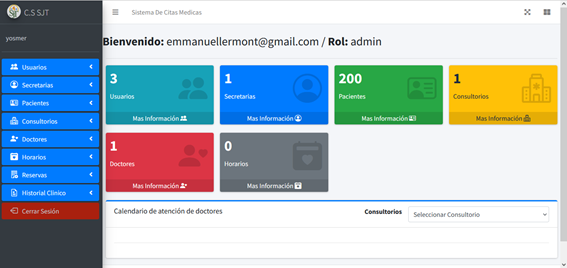 C.S SJT
Sistema De Citas Medicas
yosmer
Bienvenido: emmanuellermont@gmail.com / Rol: admin
Usuarios
Secretarias
Pacientes
Consultorios
Doctores
Horarios
Reservas
Historial Clínico
Cerrar Sesión
3
Usuarios
Mas Información
1
Secretarias
Mas Información
200
Pacientes
Mas Información
1
Consultorios
Mas Información
1
Doctores
Mas Información
0
Horarios
Mas Información
Calendario de atención de doctores
Consultorios
Seleccionar Consultorio